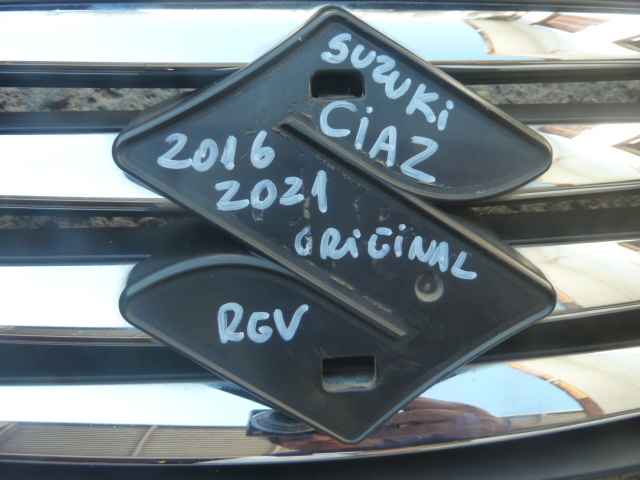 SUZUKi
CiAZ
2016
2021
ORiGiNAL
RGV